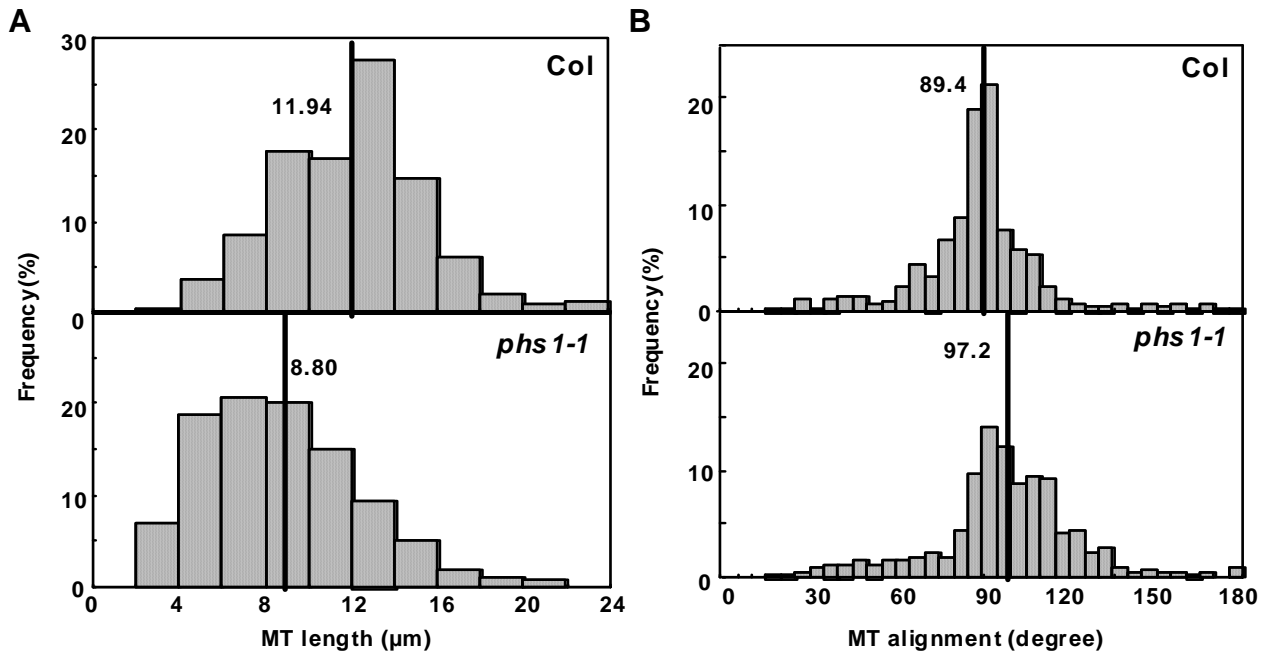 A
30
20
10
0
Col
11.94
Frequency (%)
phs1-1
8.80
20
10
0
0 4 8 12 16 20 24
MT length (µm)
B
20
10
0
Col
89.4
Frequency (%)
phs1-1
97.2
20
10
0
0 30 60 90 120 150 180
MT alignment (degree)